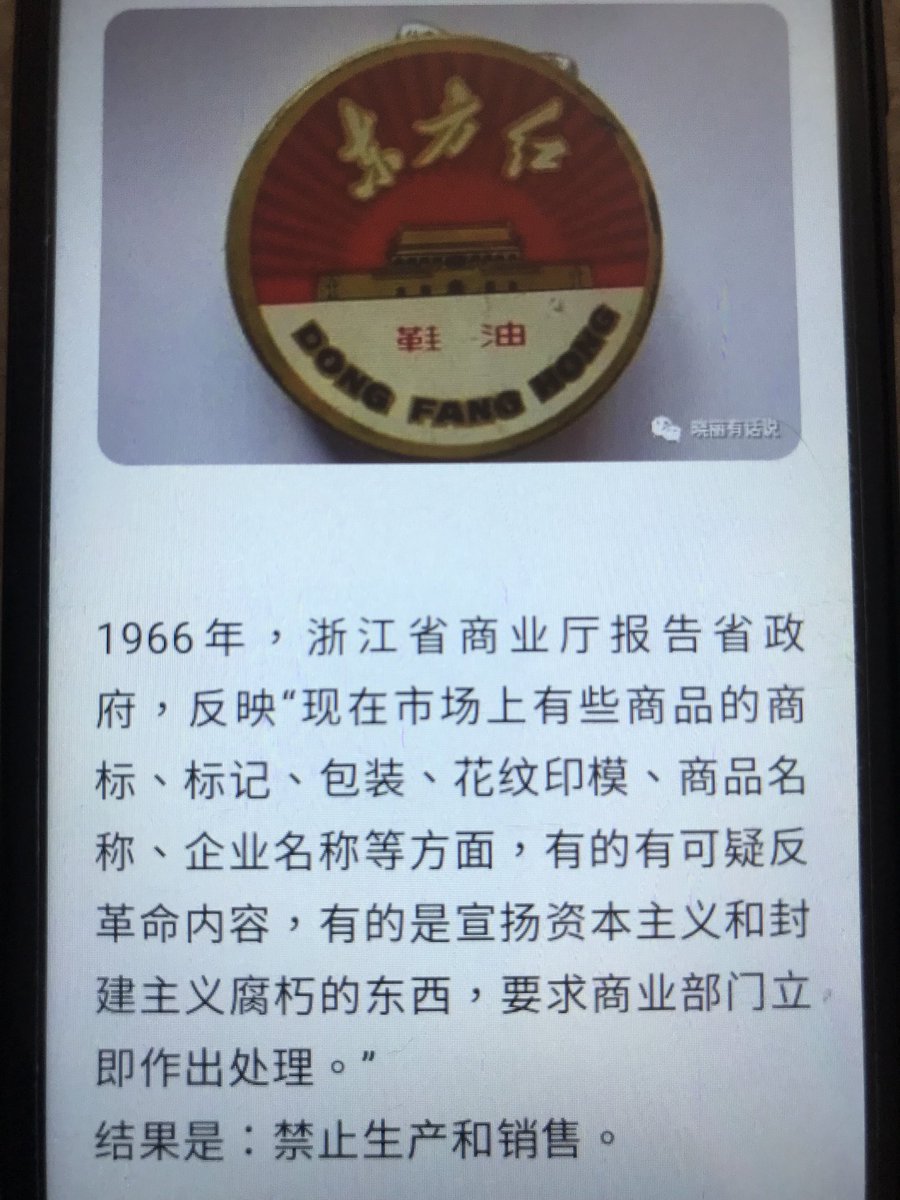 东方红
鞋油
DONG FANG HONG
晓丽有话说
1966年，浙江省商业厅报告省政
府，反映“现在市场上有些商品的商
标、标记、包装、花纹印模、商品名
称、企业名称等方面，有的有可疑反
革命内容，有的是宣扬资本主义和封
建主义腐朽的东西，要求商业部门立
即作出处理。”
结果是：禁止生产和销售。